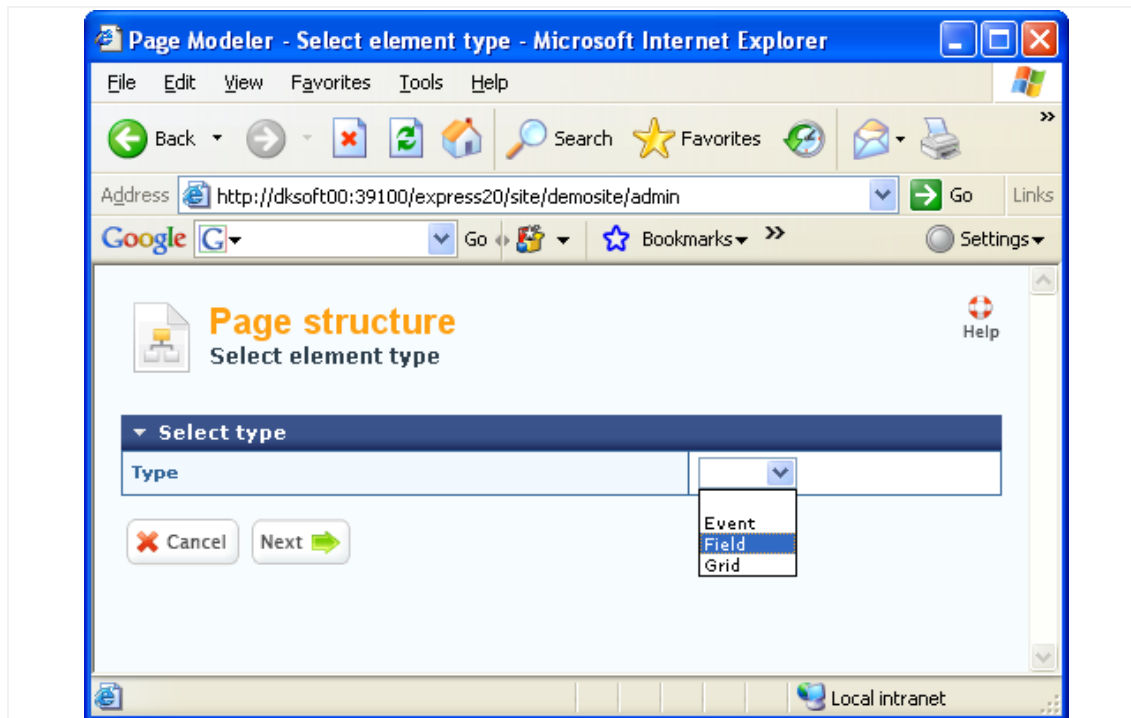 Page Modeler - Select element type - Microsoft Internet Explorer
File Edit View Favorites Tools Help
Back Search Favorites »
Address http://dksoft00:39100/express20/site/demosite/admin Go Links
Google G Go Bookmarks » Settings
Page structure
Help
Select element type
Select type
Type
Event
Cancel Next
Field
Grid
Local intranet